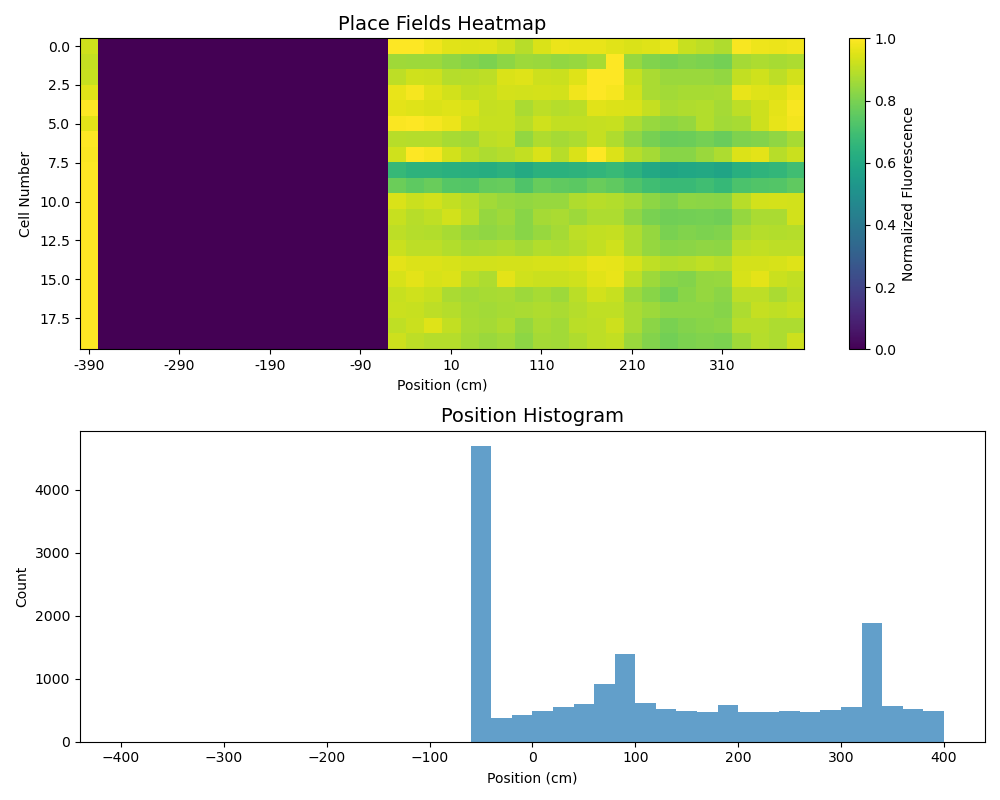 Place Fields Heatmap
0.0
2.5
5.0
7.5
10.0
12.5
15.0
17.5
Cell Number
-390 -290 -190 -90 10 110 210 310
Position (cm)
1.0
0.8
0.6
0.4
0.2
0.0
Normalized Fluorescence
Position Histogram
4000
3000
2000
1000
0
Count
−400 −300 −200 −100 0 100 200 300 400
Position (cm)